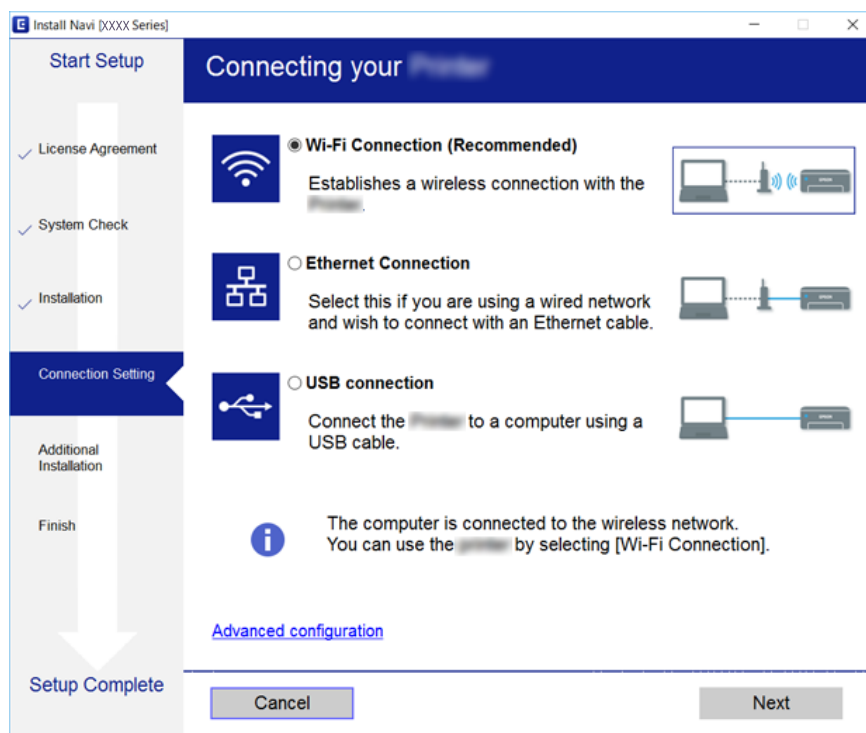 Install Navi [XXXX Series]
Start Setup
License Agreement
System Check
Installation
Connection Setting
Additional
Installation
Finish
Setup Complete
Connecting your
Wi-Fi Connection (Recommended)
Establishes a wireless connection with the
.
Ethernet Connection
Select this if you are using a wired network
and wish to connect with an Ethernet cable.
USB connection
Connect the to a computer using a
USB cable.
The computer is connected to the wireless network.
You can use the by selecting [Wi-Fi Connection].
Advanced configuration
Cancel
Next